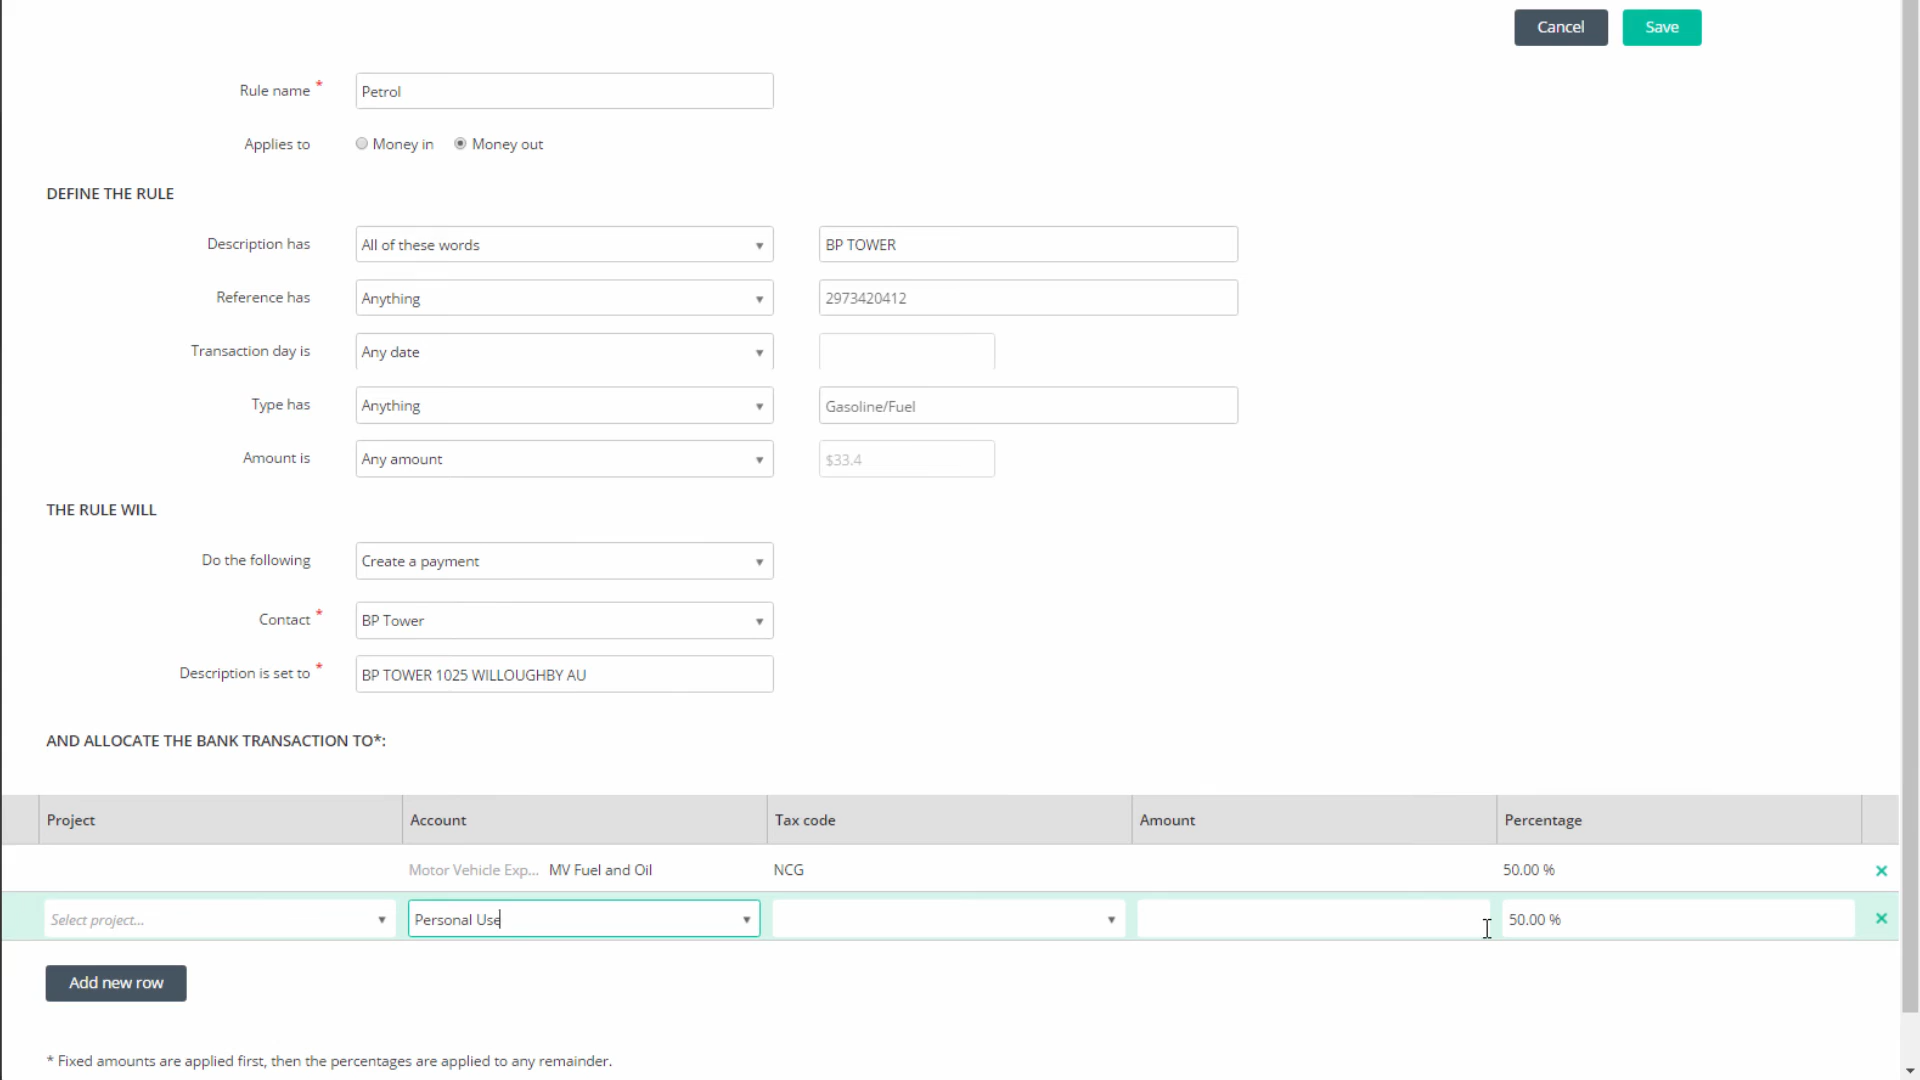 Cancel Save
Rule name * Petrol
Applies to Money in Money out
DEFINE THE RULE
Description has All of these words BP TOWER
Reference has Anything 2973420412
Transaction day is Any date
Type has Anything Gasoline/Fuel
Amount is Any amount $33.4
THE RULE WILL
Do the following Create a payment
Contact * BP Tower
Description is set to * BP TOWER 1025 WILLOUGHBY AU
AND ALLOCATE THE BANK TRANSACTION TO*:
Project Account Tax code Amount Percentage
Motor Vehicle Exp... MV Fuel and Oil NCG 50.00 %
Select project... Personal Use 50.00 %
Add new row
* Fixed amounts are applied first, then the percentages are applied to any remainder.